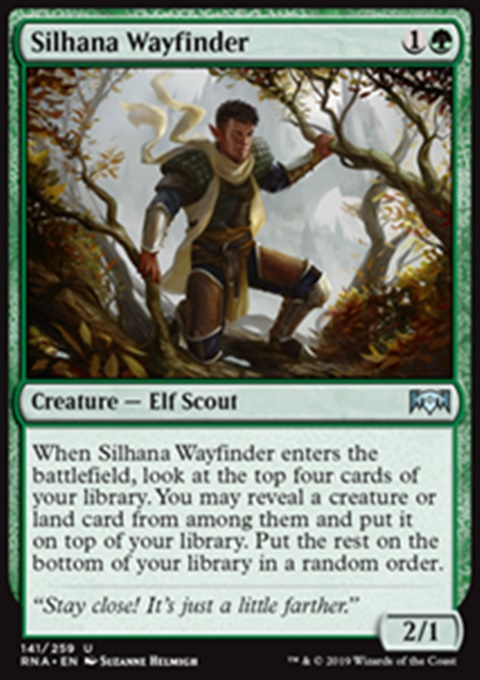 Silhana Wayfinder 1
Creature — Elf Scout
When Silhana Wayfinder enters the
battlefield, look at the top four cards of
your library. You may reveal a creature or
land card from among them and put it
on top of your library. Put the rest on the
bottom of your library in a random order.
“Stay close! It’s just a little farther.”
2/1
141/259 U
RNA • EN Suzanne Helmigh
™ & © 2019 Wizards of the Coast